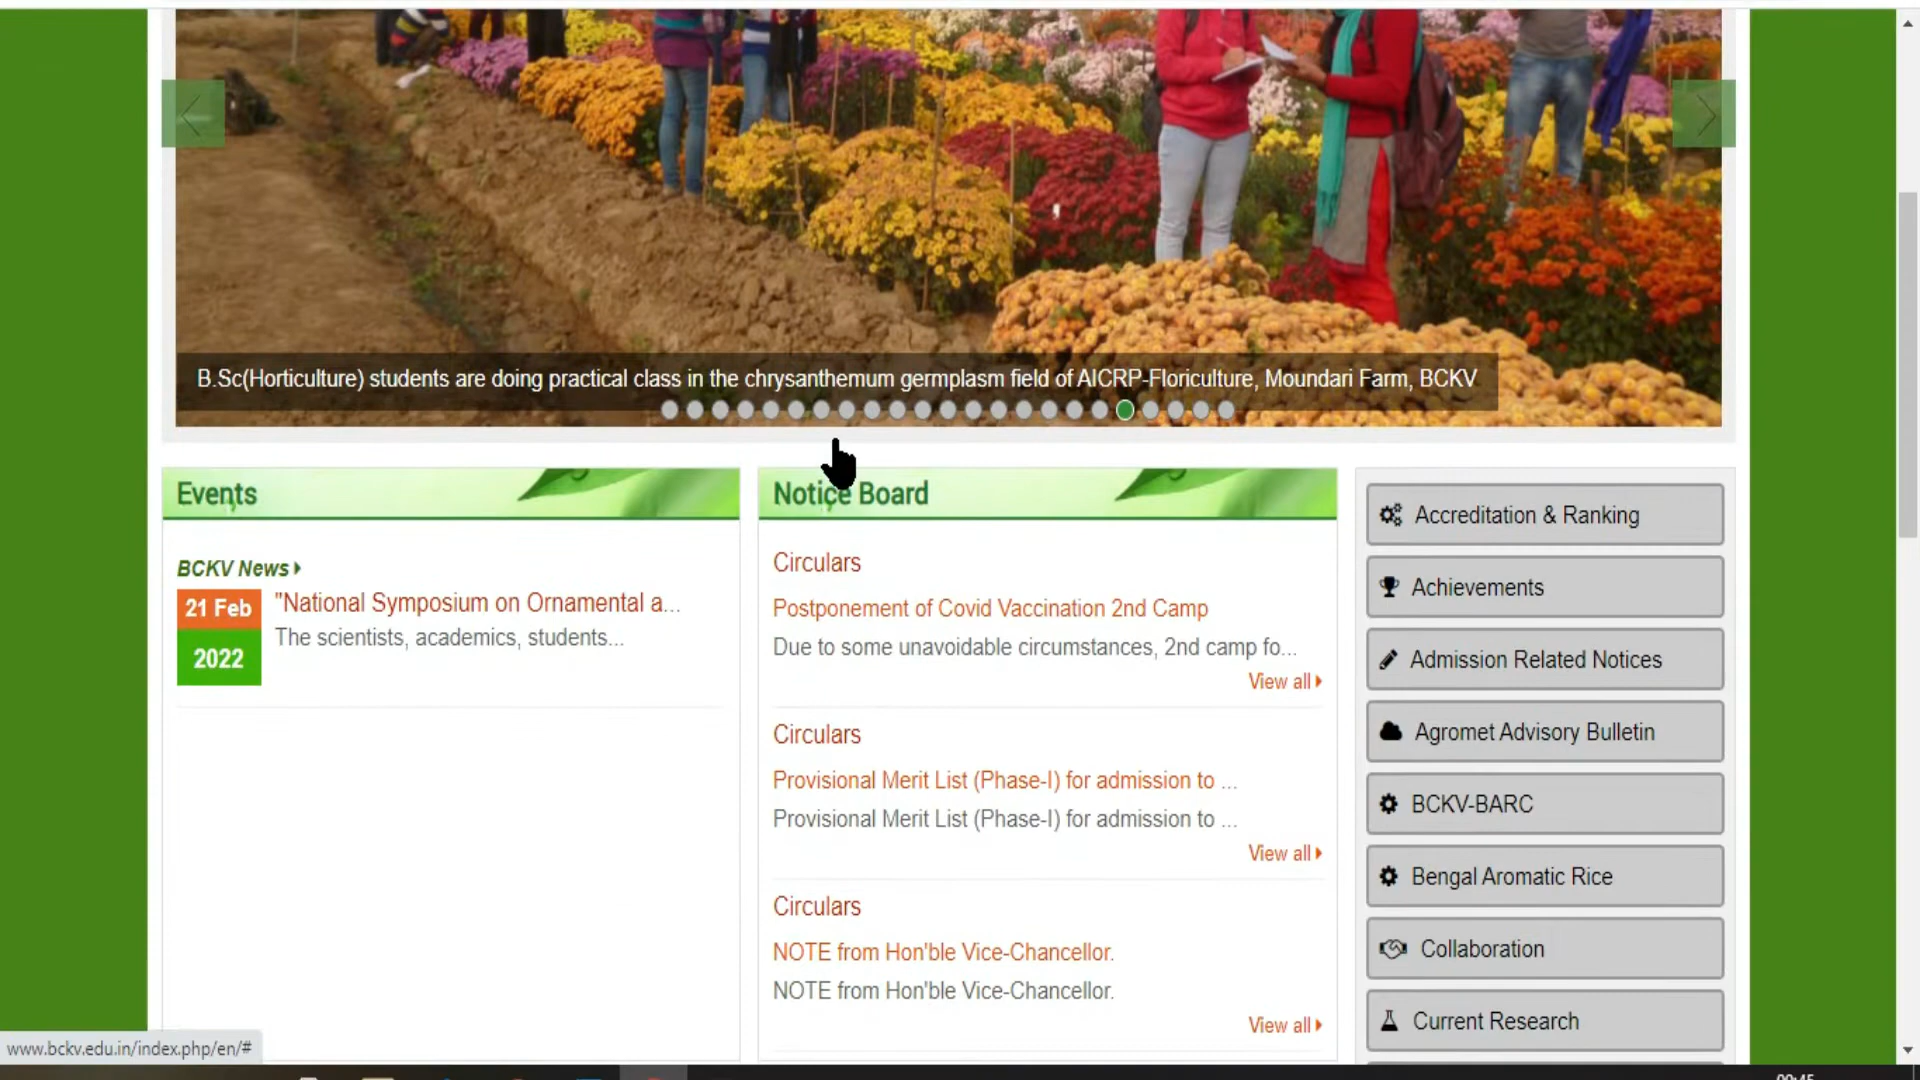 B.Sc(Horticulture) students are doing practical class in the chrysanthemum germplasm field of AICRP-Floriculture, Moundari Farm, BCKV
Events
BCKV News
21 Feb
2022
"National Symposium on Ornamental a...
The scientists, academics, students...
Notice Board
Circulars
Postponement of Covid Vaccination 2nd Camp
Due to some unavoidable circumstances, 2nd camp fo...
View all
Circulars
Provisional Merit List (Phase-I) for admission to ...
Provisional Merit List (Phase-I) for admission to ...
View all
Circulars
NOTE from Hon'ble Vice-Chancellor.
NOTE from Hon'ble Vice-Chancellor.
View all
Accreditation & Ranking
Achievements
Admission Related Notices
Agromet Advisory Bulletin
BCKV-BARC
Bengal Aromatic Rice
Collaboration
Current Research
www.bckv.edu.in/index.php/en/#